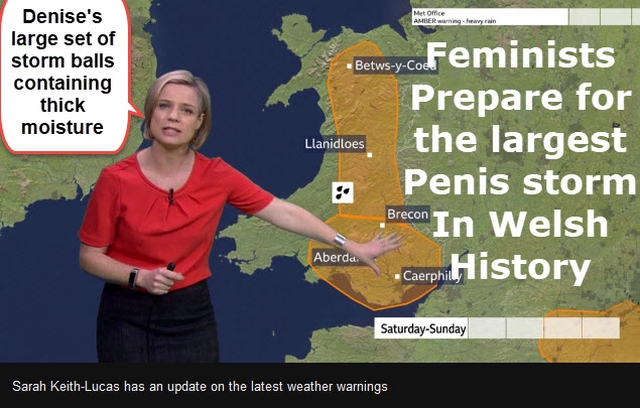 Denise's
large set of
storm balls
containing
thick
moisture
Met Office
AMBER warning - heavy rain
Feminists
Prepare for
the largest
Penis storm
In Welsh
History
Betws-y-Coed
Llanidloes
Brecon
Aberda
Caerphilly
Saturday-Sunday
Sarah Keith-Lucas has an update on the latest weather warnings